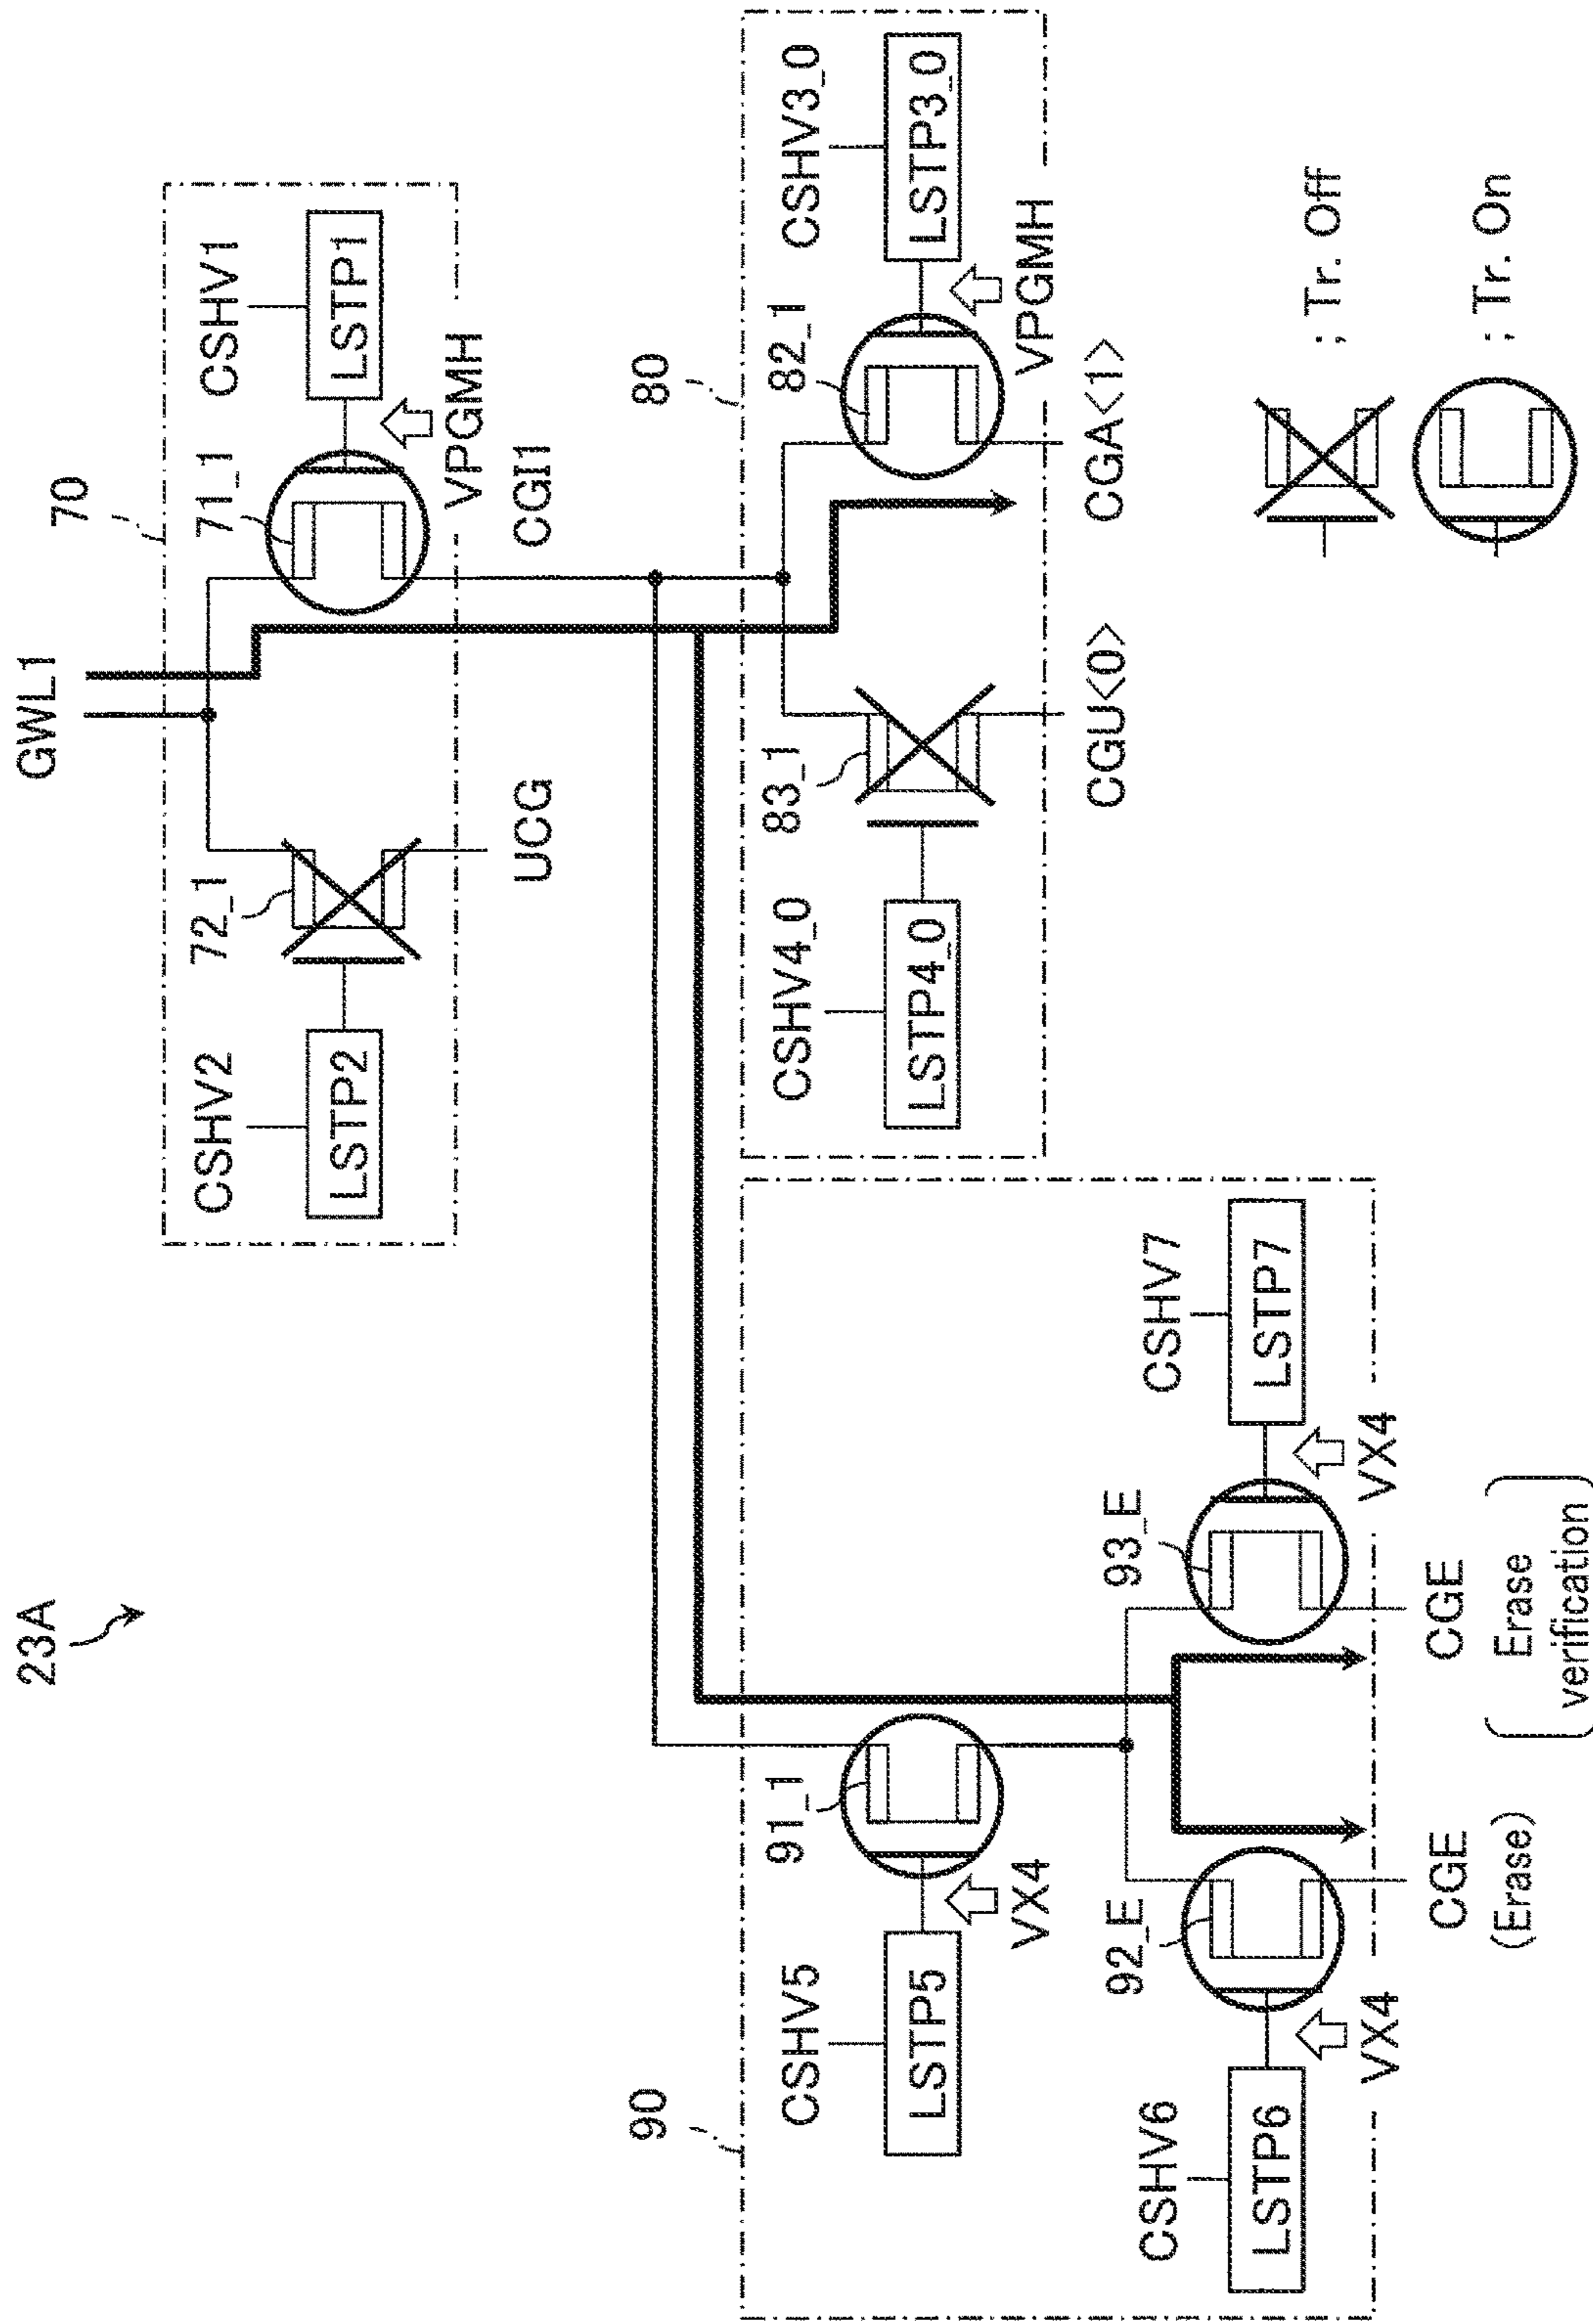 23A
GWL1
70
CSHV2
LSTP2
72_1
UCG
71_1
CSHV1
LSTP1
VPGMH
CGI1
80
CSHV4_0
LSTP4_0
83_1
CGU<0>
82_1
CSHV3_0
LSTP3_0
VPGMH
CGA<1>
90
CSHV5
LSTP5
91_1
VX4
CSHV6
LSTP6
92_E
VX4
CGE
(Erase)
93_E
CSHV7
LSTP7
VX4
CGE
(Erase
verification)
; Tr. Off
; Tr. On